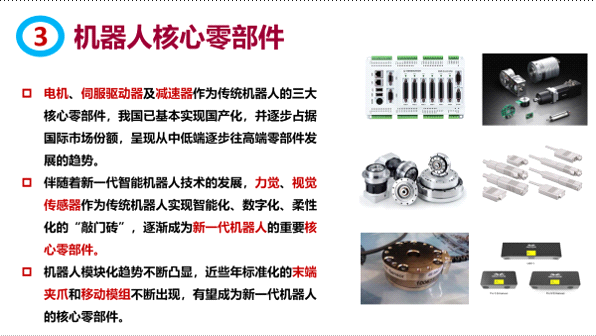 3 机器人核心零部件
电机、伺服驱动器及减速器作为传统机器人的三大
核心零部件，我国已基本实现国产化，并逐步占据
国际市场份额，呈现从中低端逐步往高端零部件发
展的趋势。
伴随着新一代智能机器人技术的发展，力觉、视觉
传感器作为传统机器人实现智能化、数字化、柔性
化的“敲门砖”，逐渐成为新一代机器人的重要核
心零部件。
机器人模块化趋势不断凸显，近些年标准化的末端
夹爪和移动模组不断出现，有望成为新一代机器人
的核心零部件。